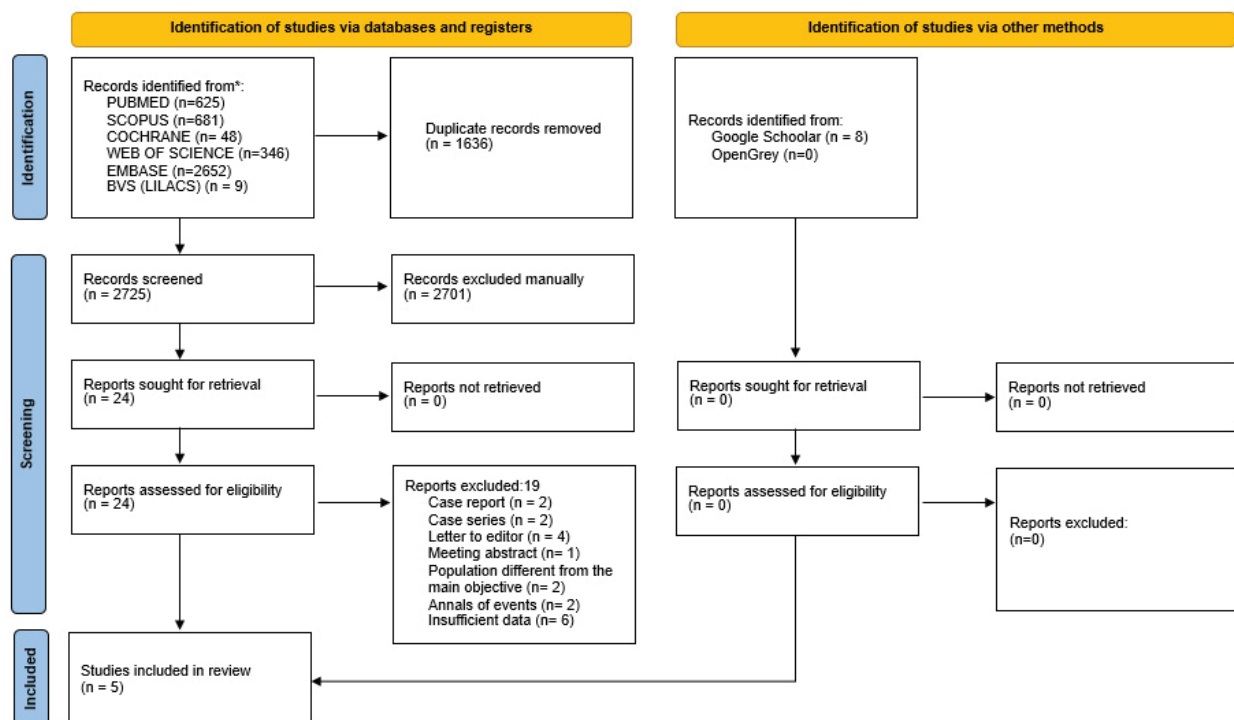 Identification of studies via databases and registers
Identification of studies via other methods
Identification
Records identified from*:
PUBMED (n=625)
SCOPUS (n=681)
COCHRANE (n= 48)
WEB OF SCIENCE (n=346)
EMBASE (n=2652)
BVS (LILACS) (n = 9)
Duplicate records removed
(n = 1636)
Records identified from:
Google Schoolar (n = 8)
OpenGrey (n=0)
Screening
Records screened
(n = 2725)
Records excluded manually
(n = 2701)
Reports sought for retrieval
(n = 24)
Reports not retrieved
(n = 0)
Reports sought for retrieval
(n = 0)
Reports not retrieved
(n = 0)
Reports assessed for eligibility
(n = 24)
Reports excluded:19
Case report (n = 2)
Case series (n = 2)
Letter to editor (n = 4)
Meeting abstract (n= 1)
Population different from the
main objective (n= 2)
Annals of events (n= 2)
Insufficient data (n= 6)
Reports assessed for eligibility
(n = 0)
Reports excluded:
(n=0)
Included
Studies included in review
(n = 5)